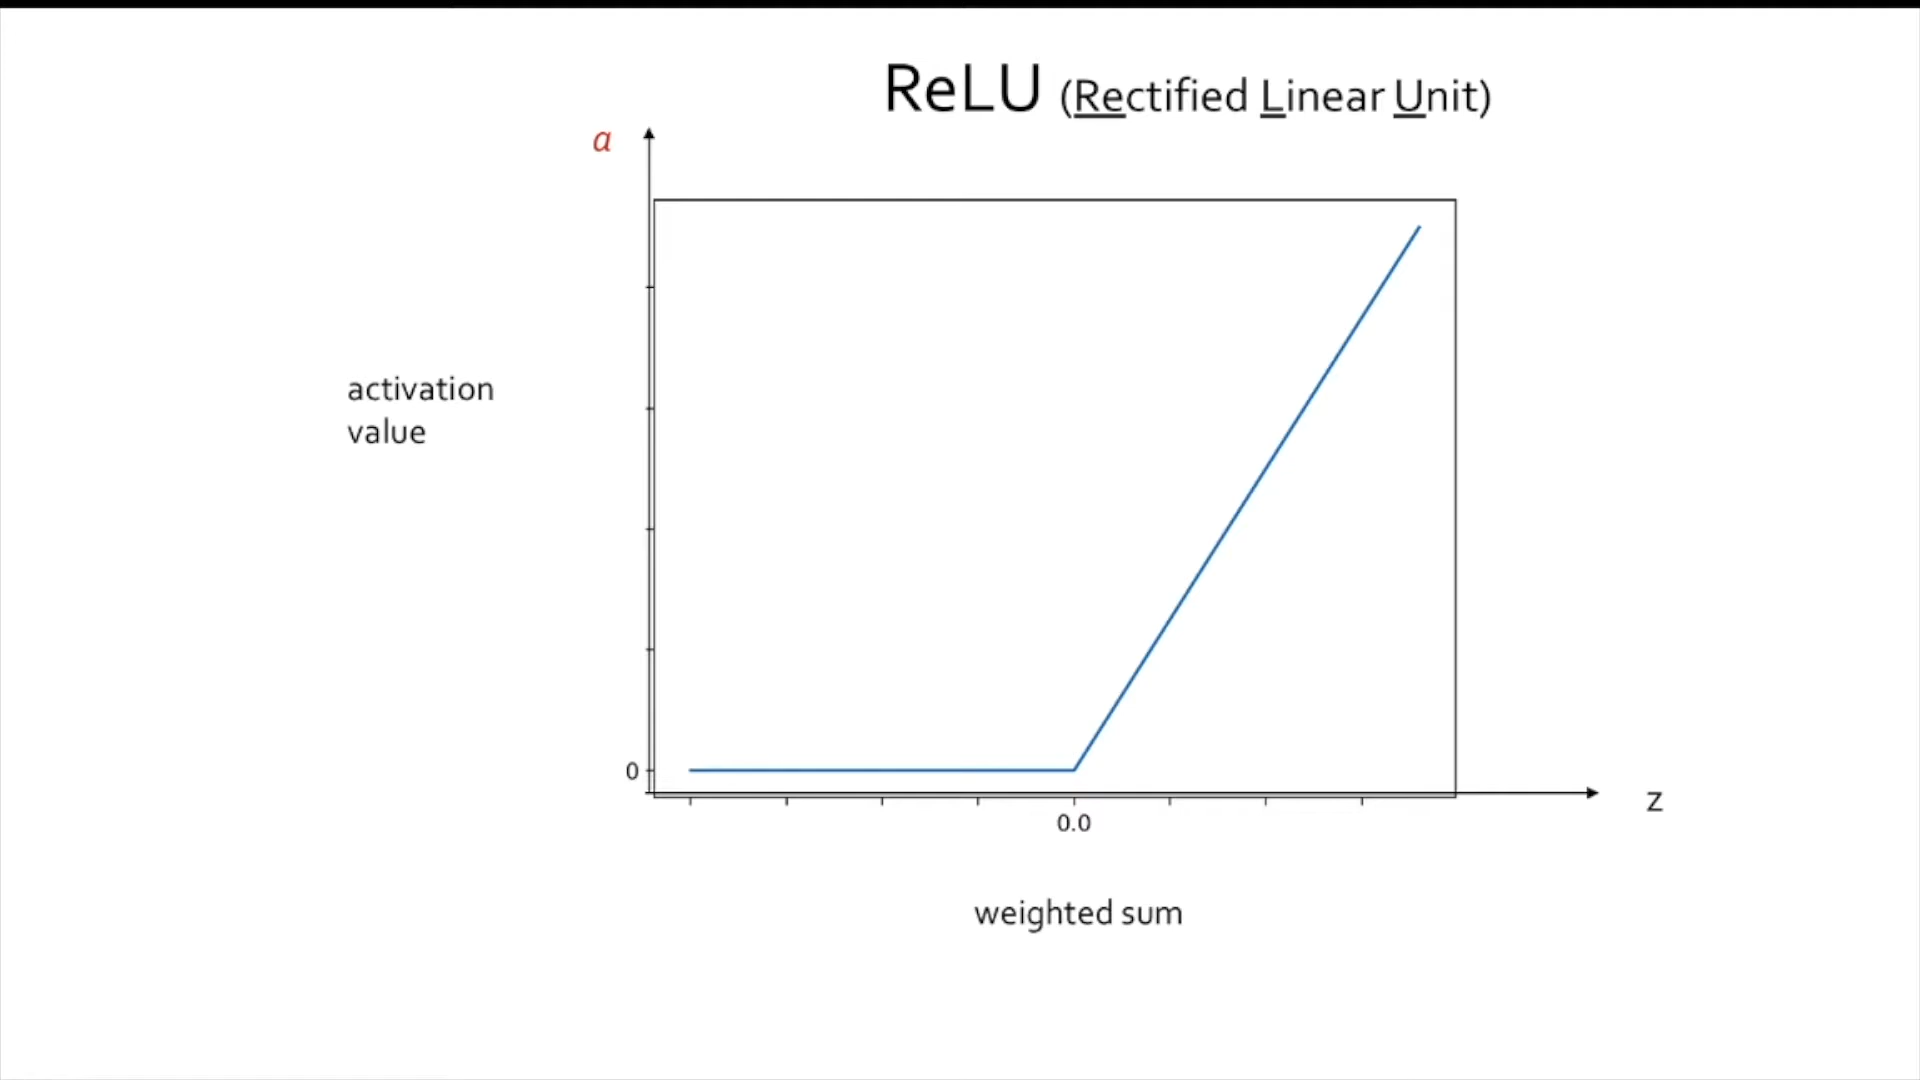 ReLU (Rectified Linear Unit)
a
activation
value
0
0.0
z
weighted sum